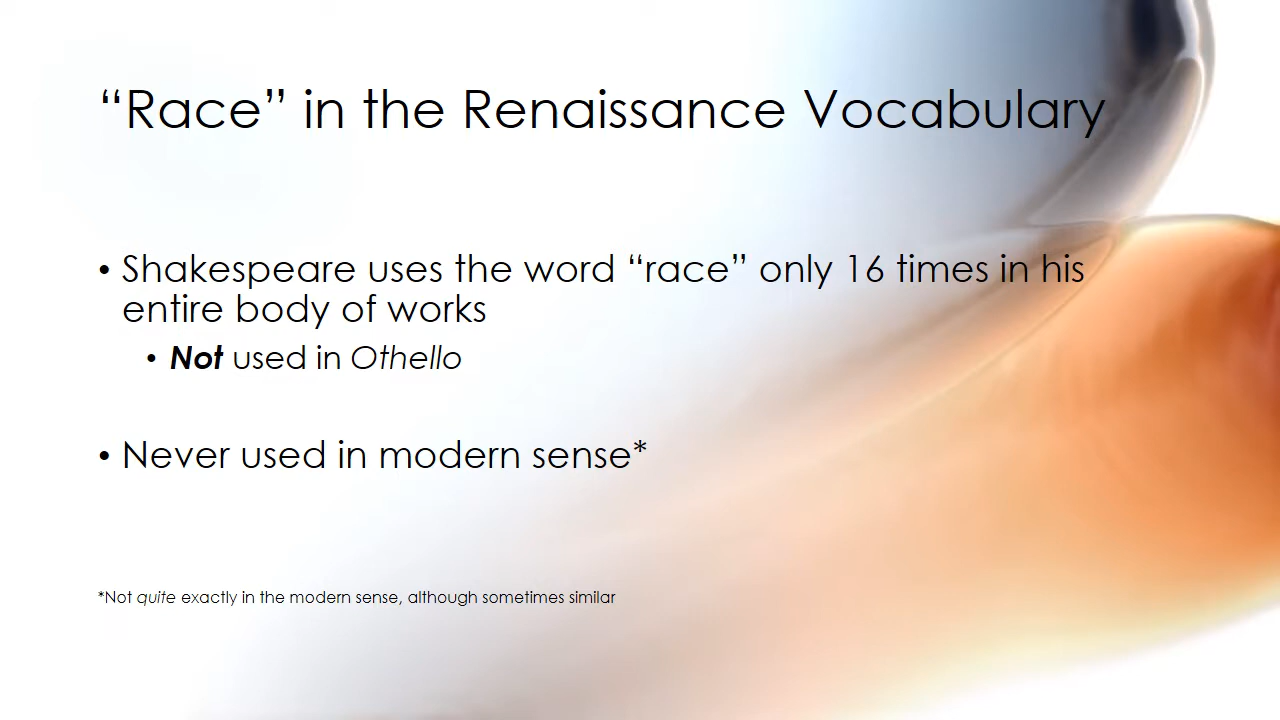 “Race” in the Renaissance Vocabulary
• Shakespeare uses the word “race” only 16 times in his
entire body of works
• Not used in Othello
• Never used in modern sense*
*Not quite exactly in the modern sense, although sometimes similar